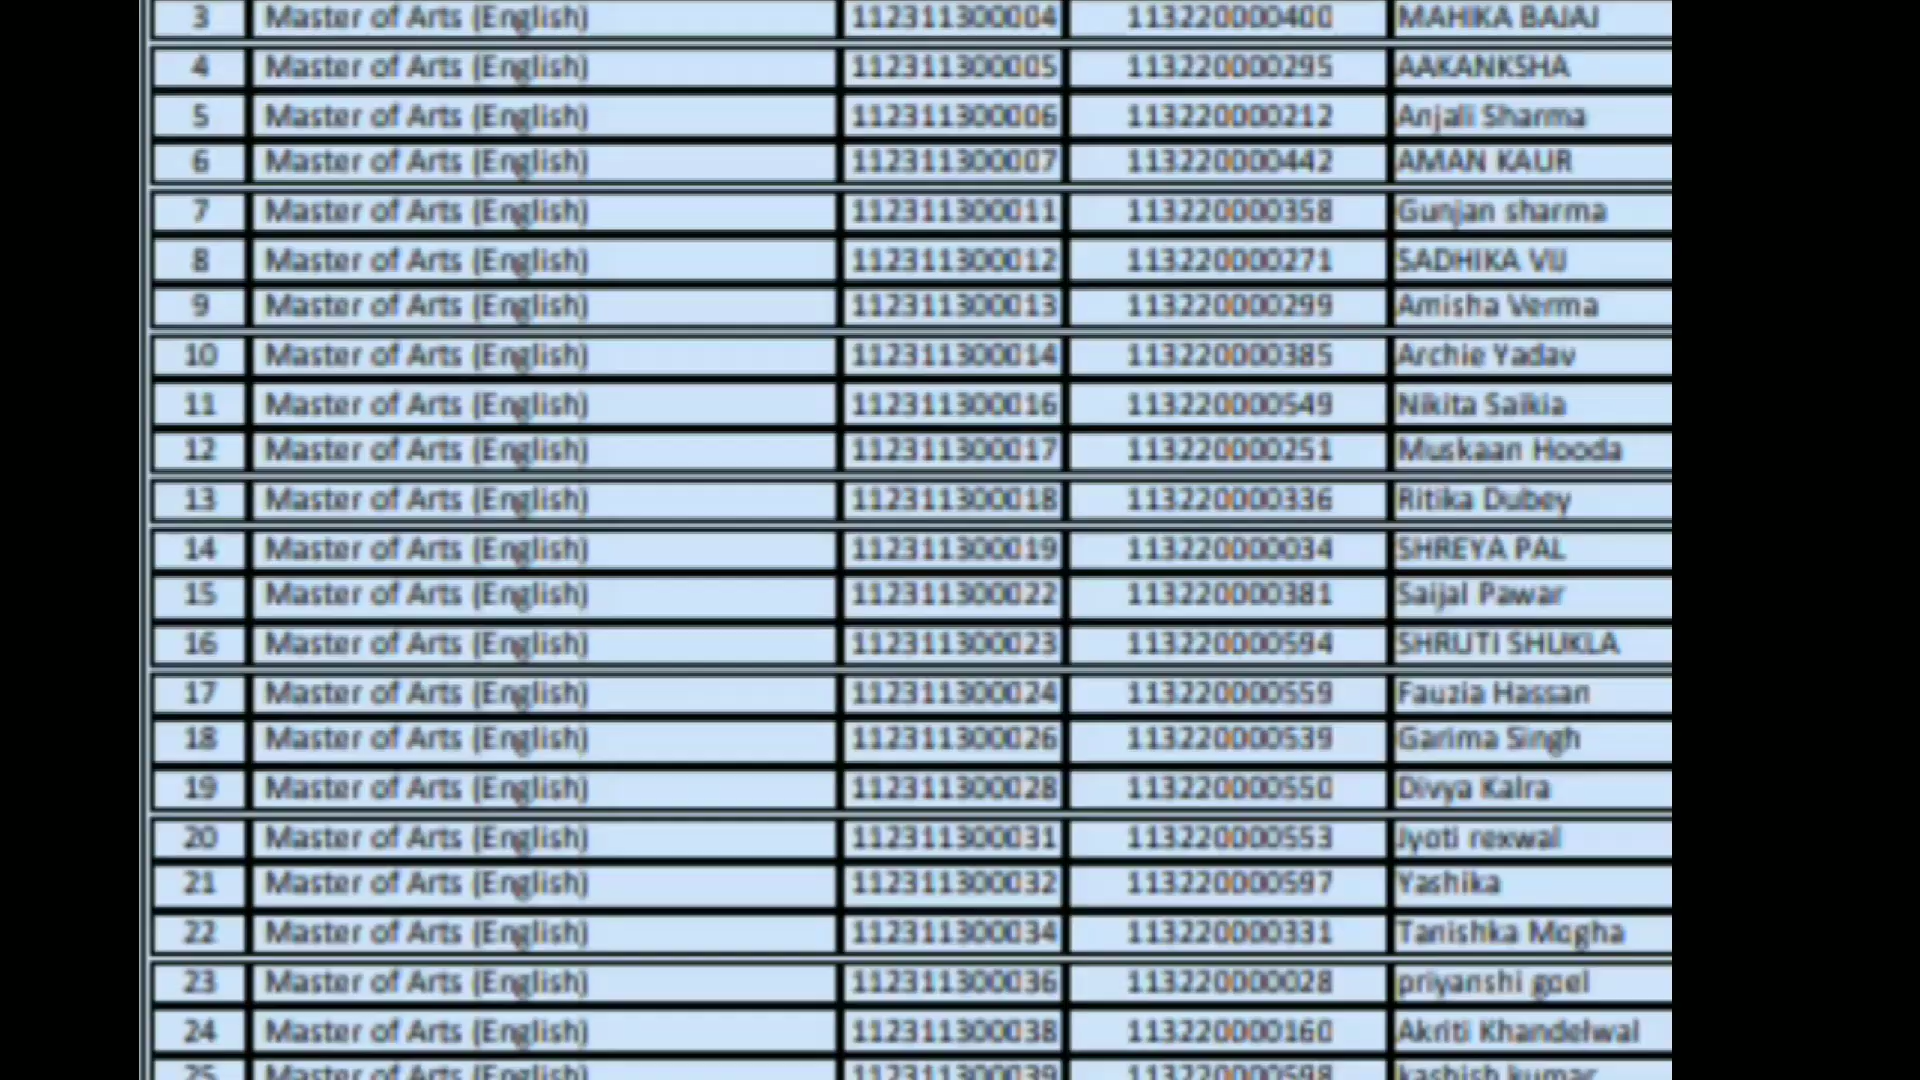 3 Master of Arts (English) 112311300004 113220000400 MAHIKA BAJAJ
4 Master of Arts (English) 112311300005 113220000295 AAKANKSHA
5 Master of Arts (English) 112311300006 113220000212 Anjali Sharma
6 Master of Arts (English) 112311300007 113220000442 AMAN KAUR
7 Master of Arts (English) 112311300011 113220000358 Gunjan sharma
8 Master of Arts (English) 112311300012 113220000271 SADHIKA VIJ
9 Master of Arts (English) 112311300013 113220000299 Amisha Verma
10 Master of Arts (English) 112311300014 113220000385 Archie Yadav
11 Master of Arts (English) 112311300016 113220000549 Nikita Saikia
12 Master of Arts (English) 112311300017 113220000251 Muskaan Hooda
13 Master of Arts (English) 112311300018 113220000336 Ritika Dubey
14 Master of Arts (English) 112311300019 113220000034 SHREYA PAL
15 Master of Arts (English) 112311300022 113220000381 Saijal Pawar
16 Master of Arts (English) 112311300023 113220000594 SHRUTI SHUKLA
17 Master of Arts (English) 112311300024 113220000559 Fauzia Hassan
18 Master of Arts (English) 112311300026 113220000539 Garima Singh
19 Master of Arts (English) 112311300028 113220000550 Divya Kalra
20 Master of Arts (English) 112311300031 113220000553 Jyoti rexwal
21 Master of Arts (English) 112311300032 113220000597 Yashika
22 Master of Arts (English) 112311300034 113220000331 Tanishka Mogha
23 Master of Arts (English) 112311300036 113220000028 priyanshi goel
24 Master of Arts (English) 112311300038 113220000160 Akriti Khandelwal
25 Master of Arts (English) 112311300039 113220000598 kashish kumar